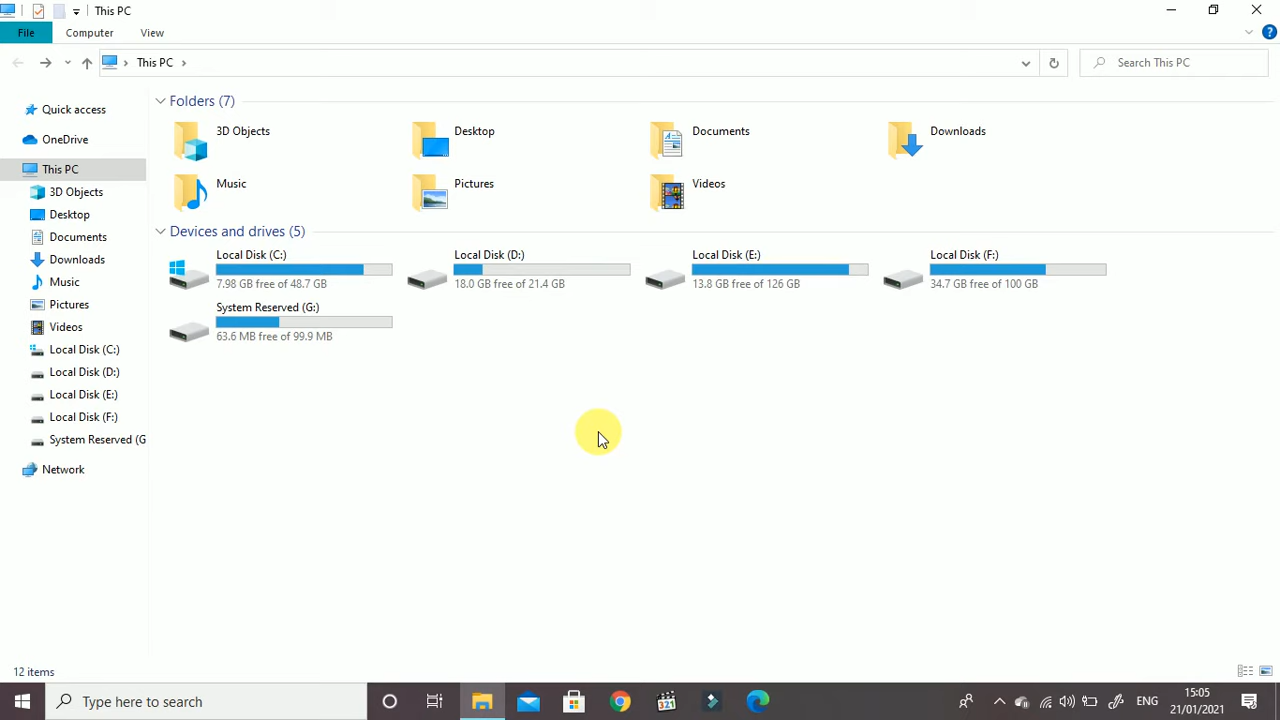 This PC
File Computer View
This PC
Search This PC
Quick access
OneDrive
This PC
3D Objects
Desktop
Documents
Downloads
Music
Pictures
Videos
Local Disk (C:)
Local Disk (D:)
Local Disk (E:)
Local Disk (F:)
System Reserved (G
Network
Folders (7)
3D Objects
Desktop
Documents
Downloads
Music
Pictures
Videos
Devices and drives (5)
Local Disk (C:)
7.98 GB free of 48.7 GB
Local Disk (D:)
18.0 GB free of 21.4 GB
Local Disk (E:)
13.8 GB free of 126 GB
Local Disk (F:)
34.7 GB free of 100 GB
System Reserved (G:)
63.6 MB free of 99.9 MB
12 items
Type here to search
321
ENG
15:05
21/01/2021